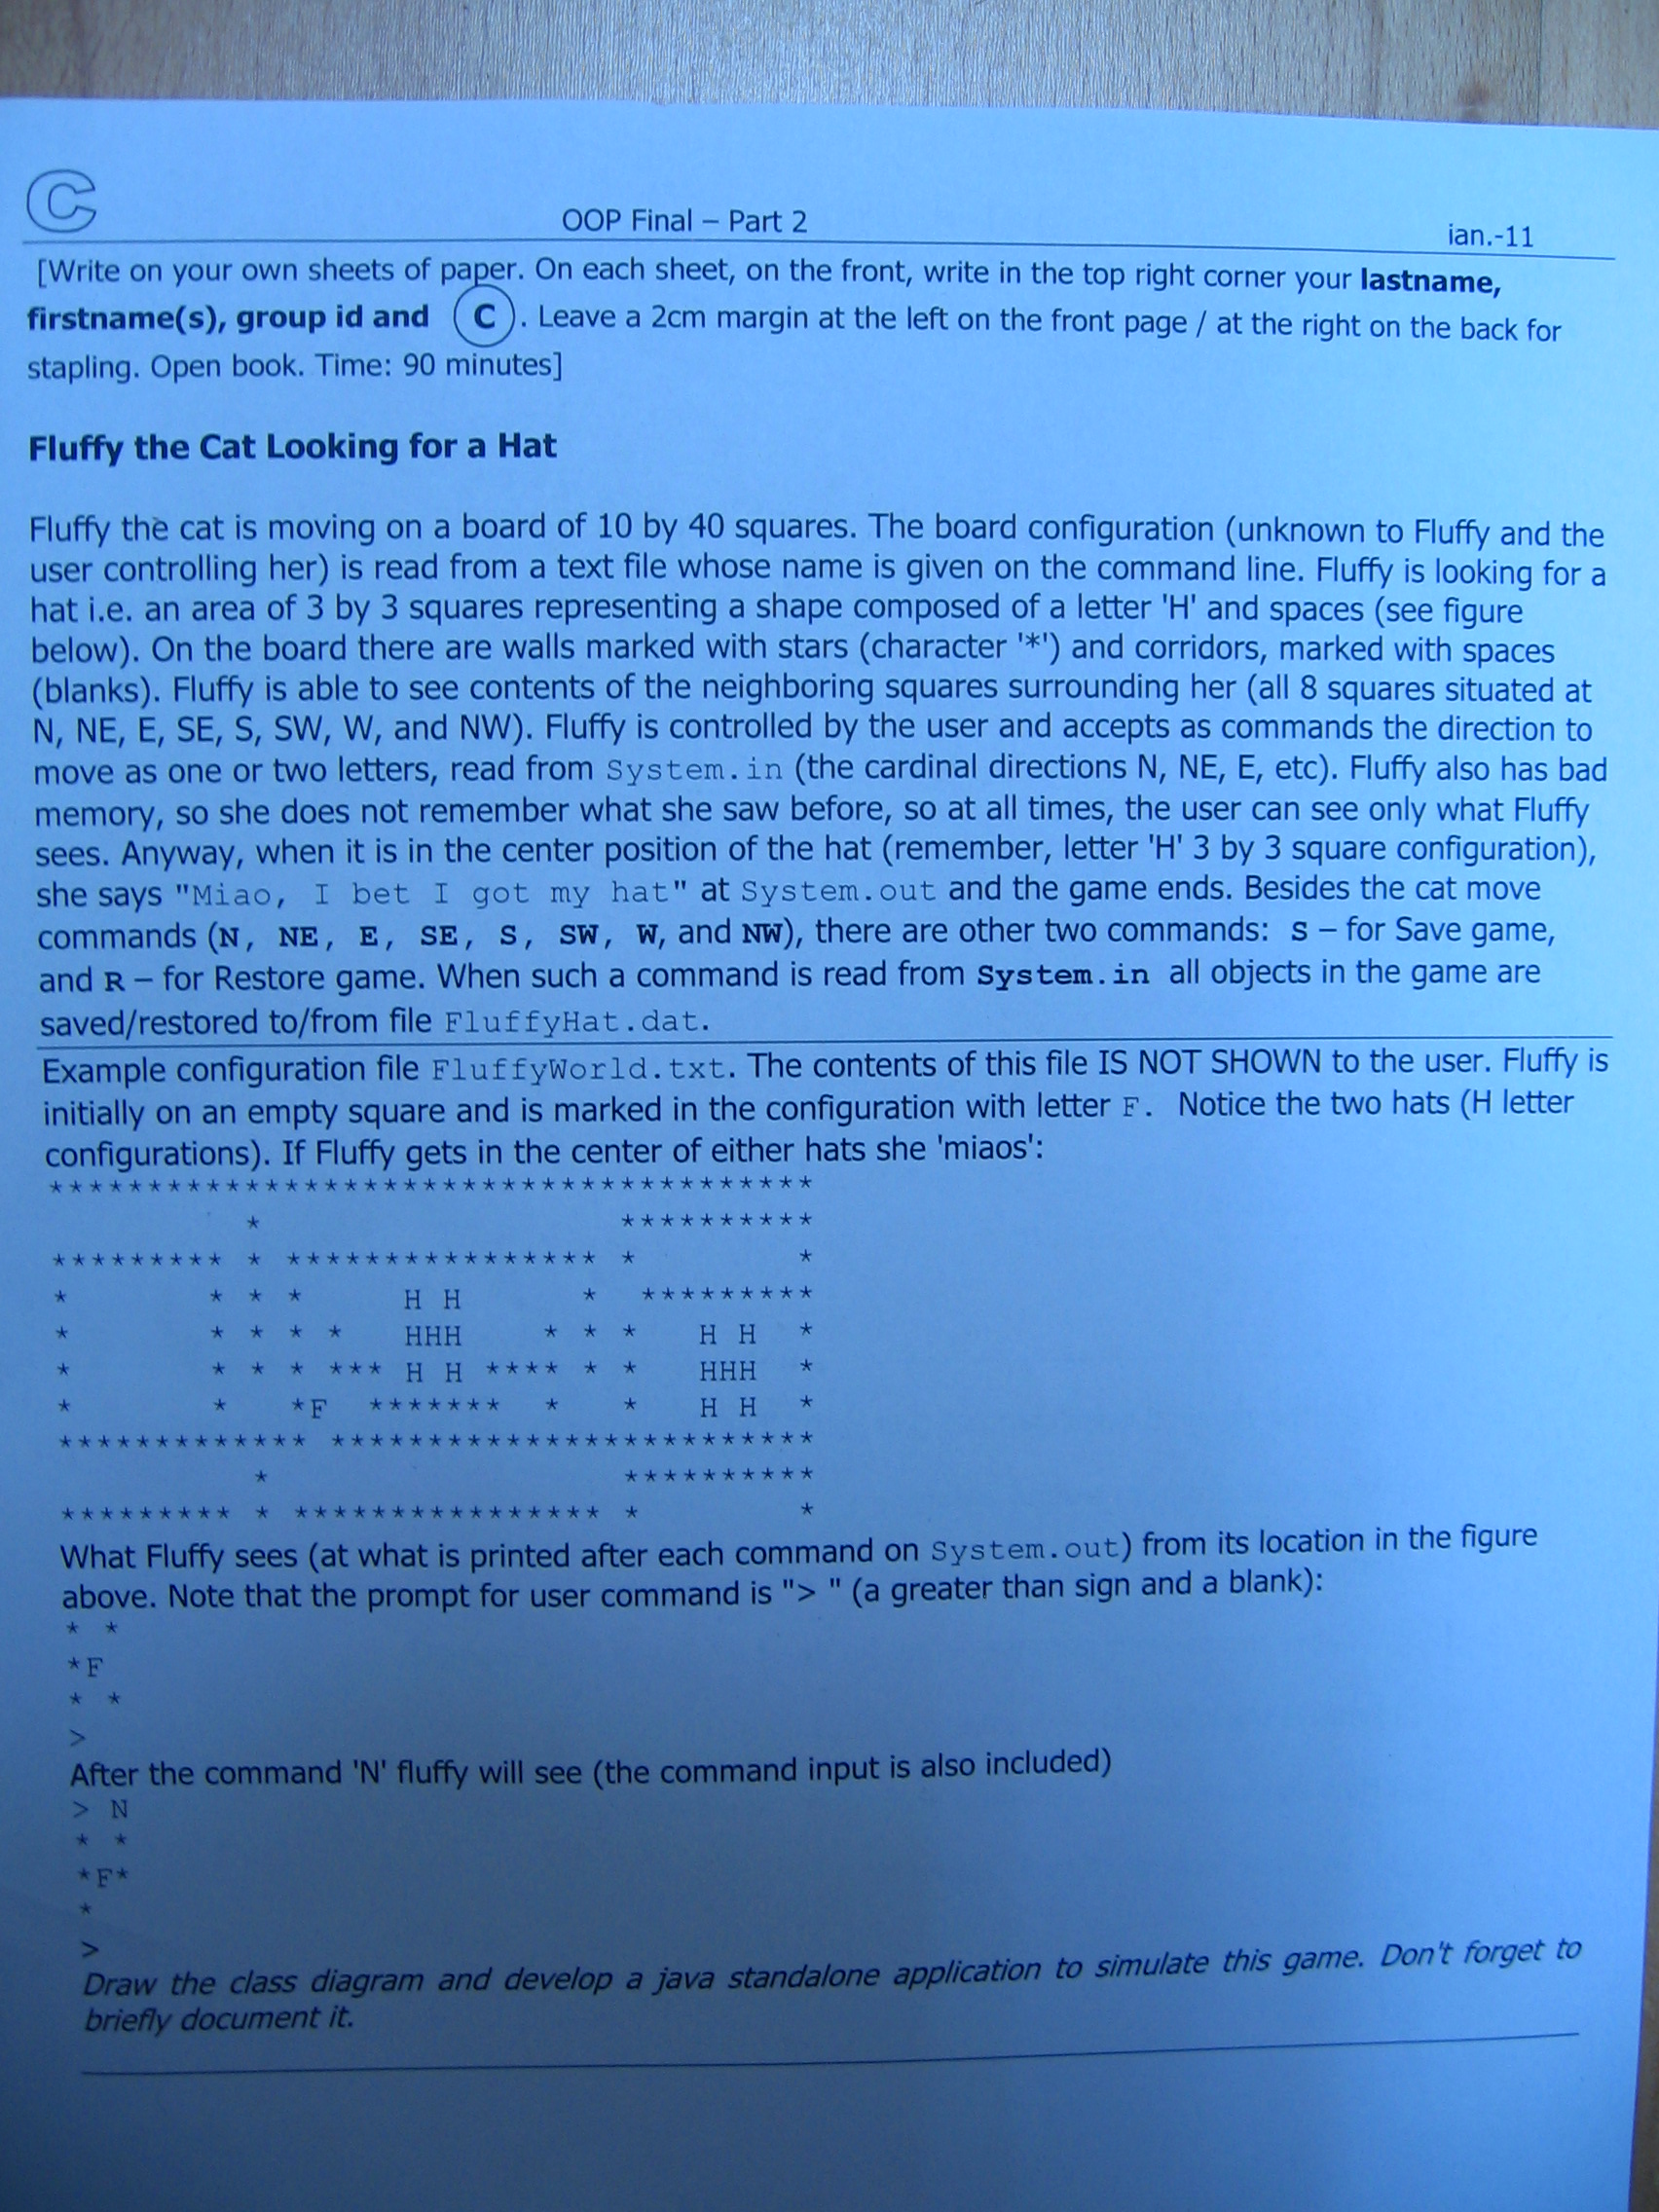 C
OOP Final – Part 2
ian.-11
[Write on your own sheets of paper. On each sheet, on the front, write in the top right corner your lastname,
firstname(s), group id and C. Leave a 2cm margin at the left on the front page / at the right on the back for
stapling. Open book. Time: 90 minutes]
Fluffy the Cat Looking for a Hat
Fluffy the cat is moving on a board of 10 by 40 squares. The board configuration (unknown to Fluffy and the
user controlling her) is read from a text file whose name is given on the command line. Fluffy is looking for a
hat i.e. an area of 3 by 3 squares representing a shape composed of a letter 'H' and spaces (see figure
below). On the board there are walls marked with stars (character '*') and corridors, marked with spaces
(blanks). Fluffy is able to see contents of the neighboring squares surrounding her (all 8 squares situated at
N, NE, E, SE, S, SW, W, and NW). Fluffy is controlled by the user and accepts as commands the direction to
move as one or two letters, read from System.in (the cardinal directions N, NE, E, etc). Fluffy also has bad
memory, so she does not remember what she saw before, so at all times, the user can see only what Fluffy
sees. Anyway, when it is in the center position of the hat (remember, letter 'H' 3 by 3 square configuration),
she says "Miao, I bet I got my hat" at System.out and the game ends. Besides the cat move
commands (N, NE, E, SE, S, SW, W, and NW), there are other two commands: S – for Save game,
and R – for Restore game. When such a command is read from System.in all objects in the game are
saved/restored to/from file FluffyHat.dat.
Example configuration file FluffyWorld.txt. The contents of this file IS NOT SHOWN to the user. Fluffy is
initially on an empty square and is marked in the configuration with letter F. Notice the two hats (H letter
configurations). If Fluffy gets in the center of either hats she 'miaos':
***************************************
          *                  **********
********* * **************** *        *
*       * * *     H H      *  *********
*       * * * *   HHH    * * *   H H  *
*       * * * *** H H **** * *   HHH  *
*       *   *F  *******  *   *   H H  *
************* *************************
          *                  **********
********* * **************** *        *
What Fluffy sees (at what is printed after each command on System.out) from its location in the figure
above. Note that the prompt for user command is "> " (a greater than sign and a blank):
* *
*F
* *
>
After the command 'N' fluffy will see (the command input is also included)
> N
* *
*F*
*
>
Draw the class diagram and develop a java standalone application to simulate this game. Don't forget to
briefly document it.